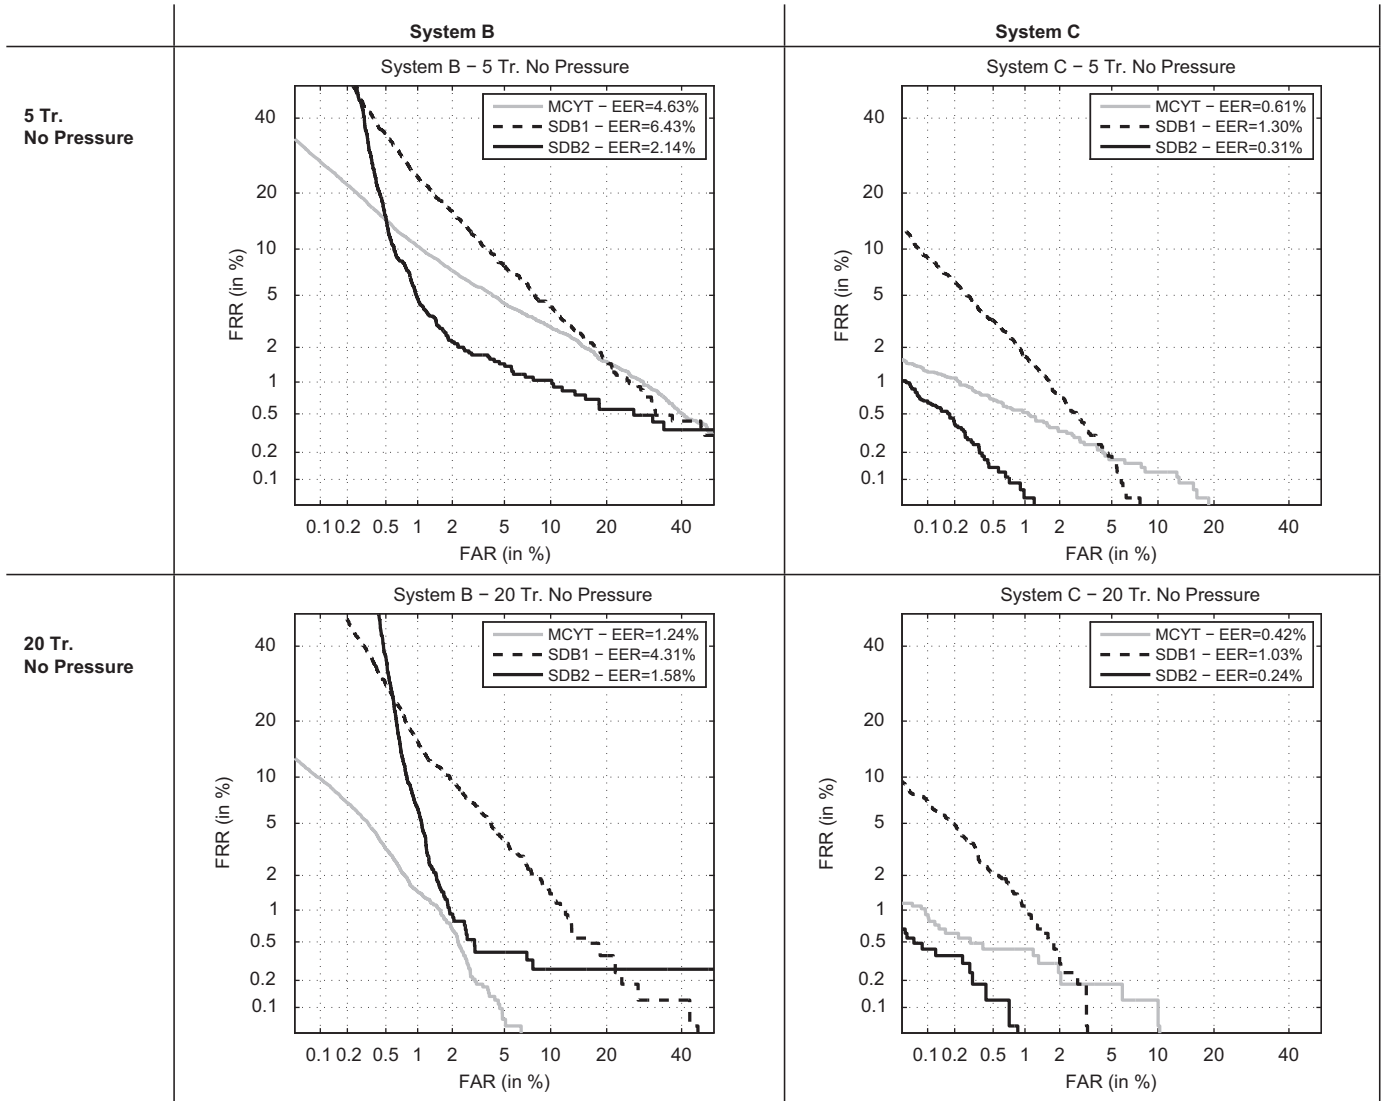 System B
System C
5 Tr.
No Pressure
System B − 5 Tr. No Pressure
MCYT − EER=4.63%
SDB1 − EER=6.43%
SDB2 − EER=2.14%
40
20
10
5
2
1
0.5
0.2
0.1
FRR (in %)
0.1 0.2 0.5 1 2 5 10 20 40
FAR (in %)
System C − 5 Tr. No Pressure
MCYT − EER=0.61%
SDB1 − EER=1.30%
SDB2 − EER=0.31%
40
20
10
5
2
1
0.5
0.2
0.1
FRR (in %)
0.1 0.2 0.5 1 2 5 10 20 40
FAR (in %)
20 Tr.
No Pressure
System B − 20 Tr. No Pressure
MCYT − EER=1.24%
SDB1 − EER=4.31%
SDB2 − EER=1.58%
40
20
10
5
2
1
0.5
0.2
0.1
FRR (in %)
0.1 0.2 0.5 1 2 5 10 20 40
FAR (in %)
System C − 20 Tr. No Pressure
MCYT − EER=0.42%
SDB1 − EER=1.03%
SDB2 − EER=0.24%
40
20
10
5
2
1
0.5
0.2
0.1
FRR (in %)
0.1 0.2 0.5 1 2 5 10 20 40
FAR (in %)